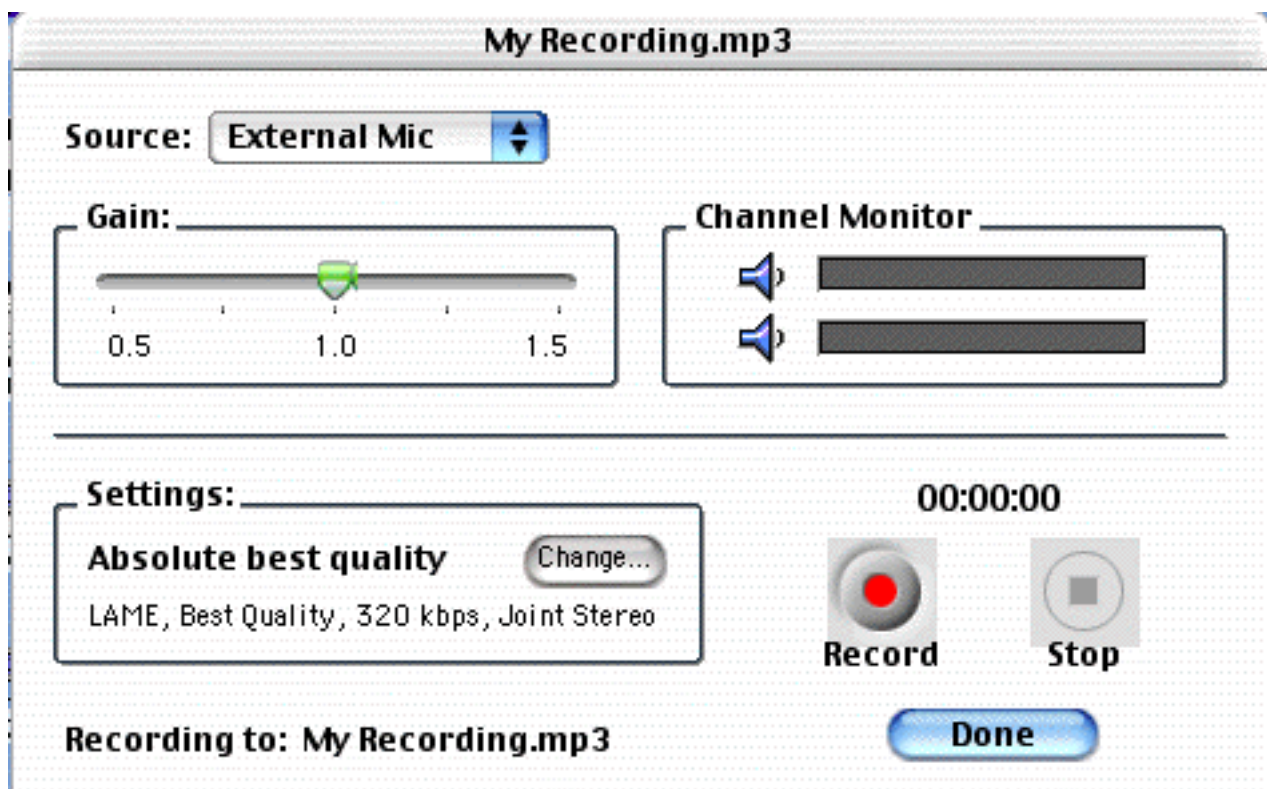 My Recording.mp3
Source: External Mic
Gain:
0.5 1.0 1.5
Channel Monitor
Settings:
Absolute best quality Change...
LAME, Best Quality, 320 kbps, Joint Stereo
00:00:00
Record Stop
Recording to: My Recording.mp3
Done